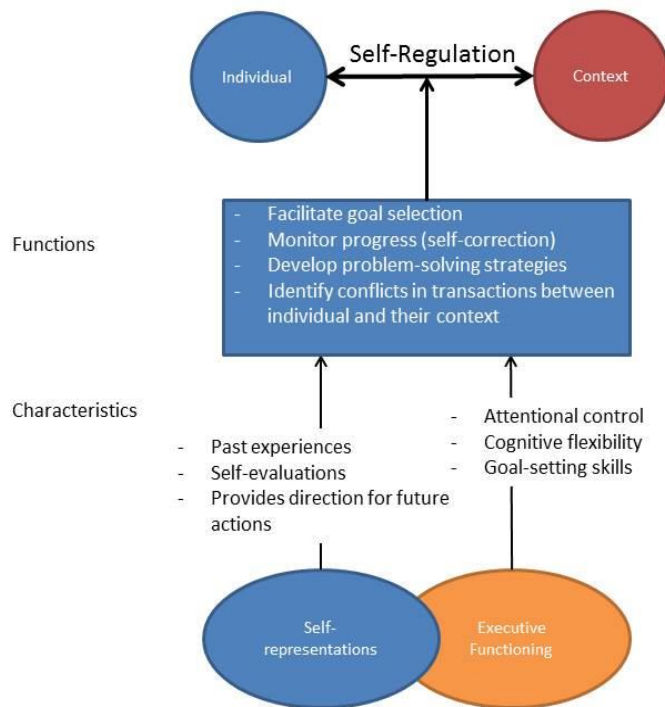 Self-Regulation
Individual
Context
Functions
- Facilitate goal selection
- Monitor progress (self-correction)
- Develop problem-solving strategies
- Identify conflicts in transactions between
individual and their context
Characteristics
- Past experiences
- Self-evaluations
- Provides direction for future
actions
- Attentional control
- Cognitive flexibility
- Goal-setting skills
Self-
representations
Executive
Functioning